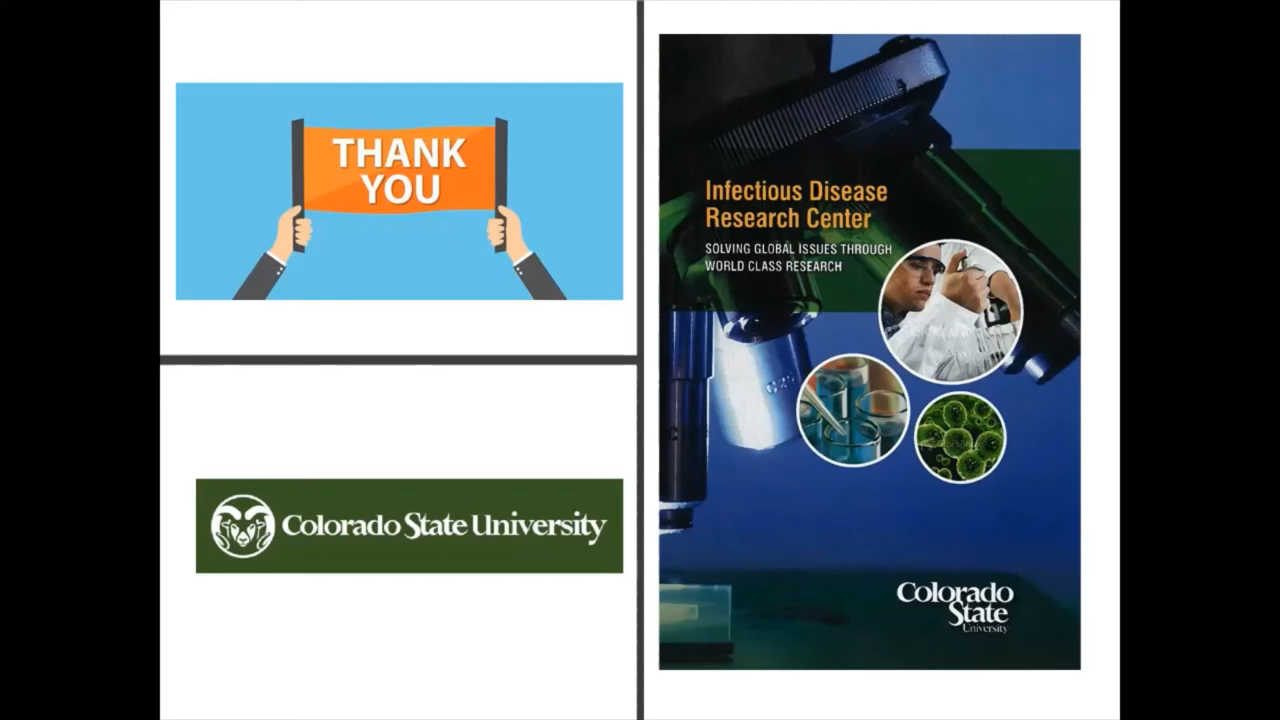 THANK
YOU
Colorado State University
Infectious Disease
Research Center
SOLVING GLOBAL ISSUES THROUGH
WORLD CLASS RESEARCH
Colorado
State
University